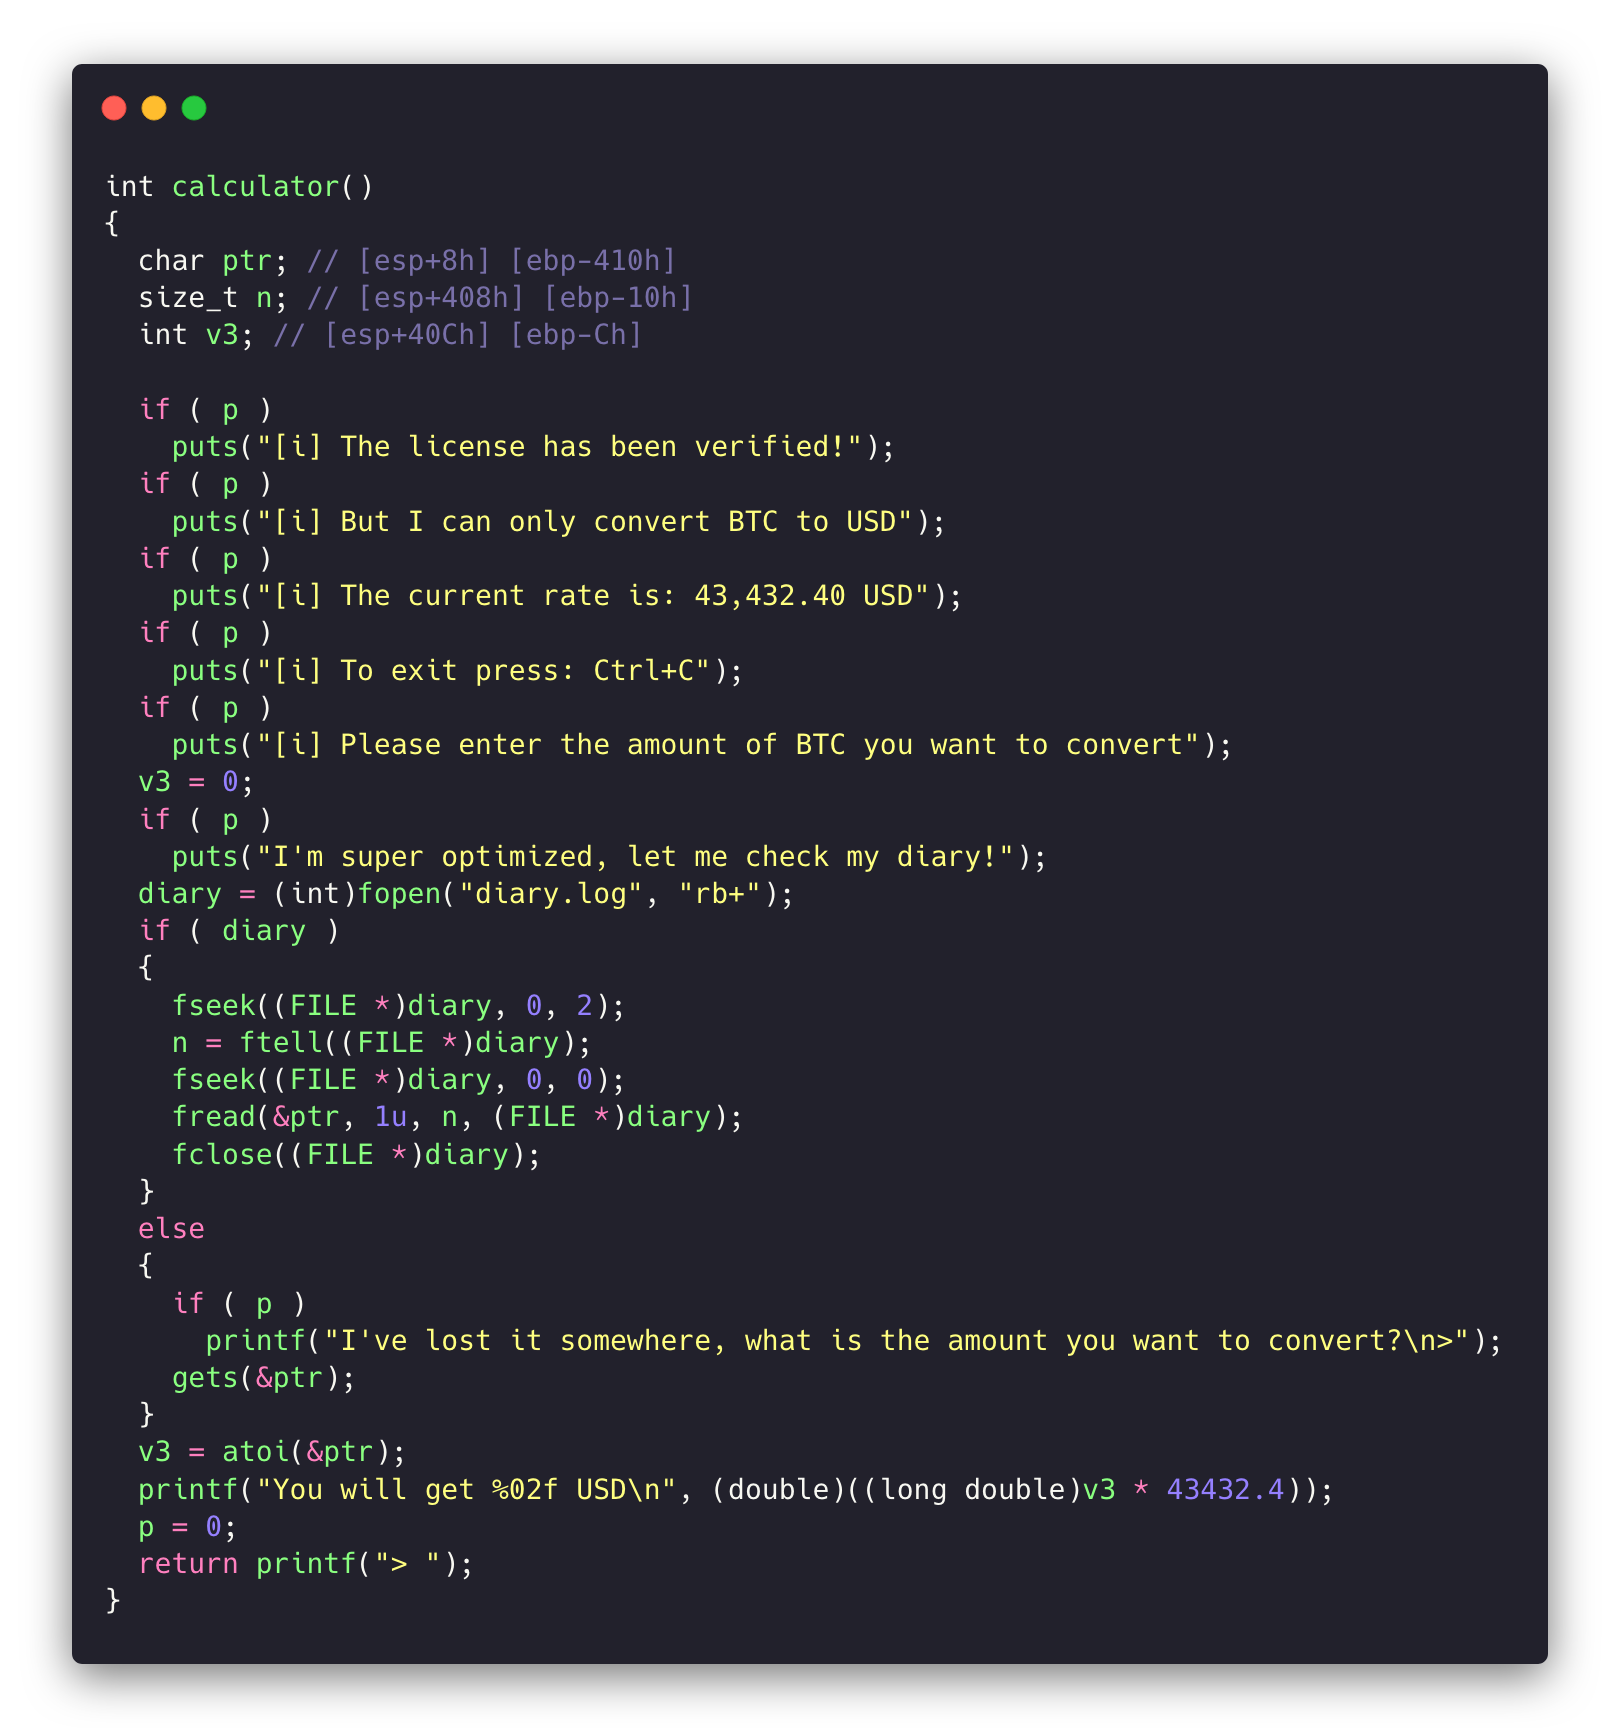 int calculator()
{
  char ptr; // [esp+8h] [ebp-410h]
  size_t n; // [esp+408h] [ebp-10h]
  int v3; // [esp+40Ch] [ebp-Ch]

  if ( p )
    puts("[i] The license has been verified!");
  if ( p )
    puts("[i] But I can only convert BTC to USD");
  if ( p )
    puts("[i] The current rate is: 43,432.40 USD");
  if ( p )
    puts("[i] To exit press: Ctrl+C");
  if ( p )
    puts("[i] Please enter the amount of BTC you want to convert");
  v3 = 0;
  if ( p )
    puts("I'm super optimized, let me check my diary!");
  diary = (int)fopen("diary.log", "rb+");
  if ( diary )
  {
    fseek((FILE *)diary, 0, 2);
    n = ftell((FILE *)diary);
    fseek((FILE *)diary, 0, 0);
    fread(&ptr, 1u, n, (FILE *)diary);
    fclose((FILE *)diary);
  }
  else
  {
    if ( p )
      printf("I've lost it somewhere, what is the amount you want to convert?\n>");
    gets(&ptr);
  }
  v3 = atoi(&ptr);
  printf("You will get %02f USD\n", (double)((long double)v3 * 43432.4));
  p = 0;
  return printf("> ");
}